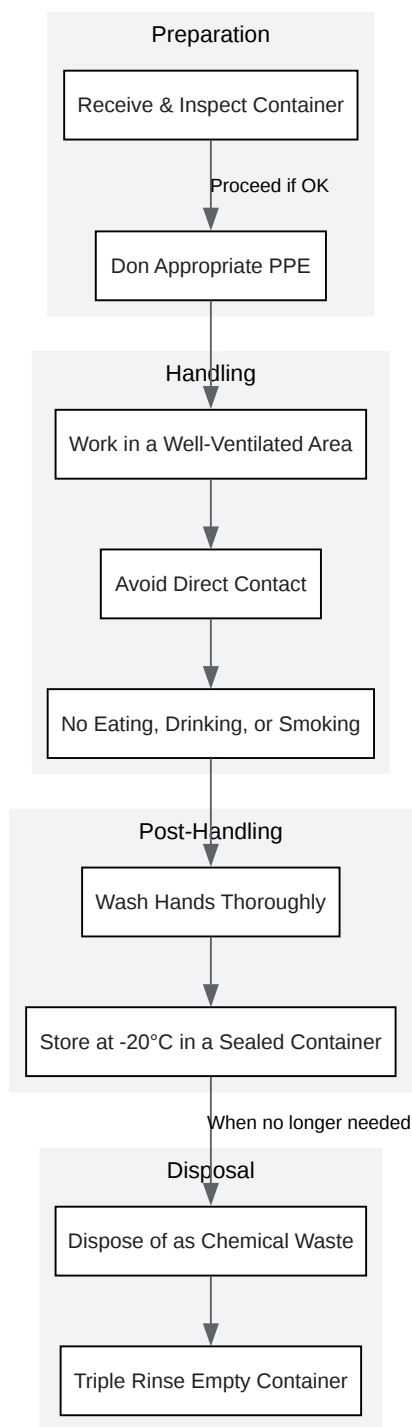 Preparation
Receive & Inspect Container
Proceed if OK
Don Appropriate PPE
Handling
Work in a Well-Ventilated Area
Avoid Direct Contact
No Eating, Drinking, or Smoking
Post-Handling
Wash Hands Thoroughly
Store at -20°C in a Sealed Container
When no longer needed
Disposal
Dispose of as Chemical Waste
Triple Rinse Empty Container